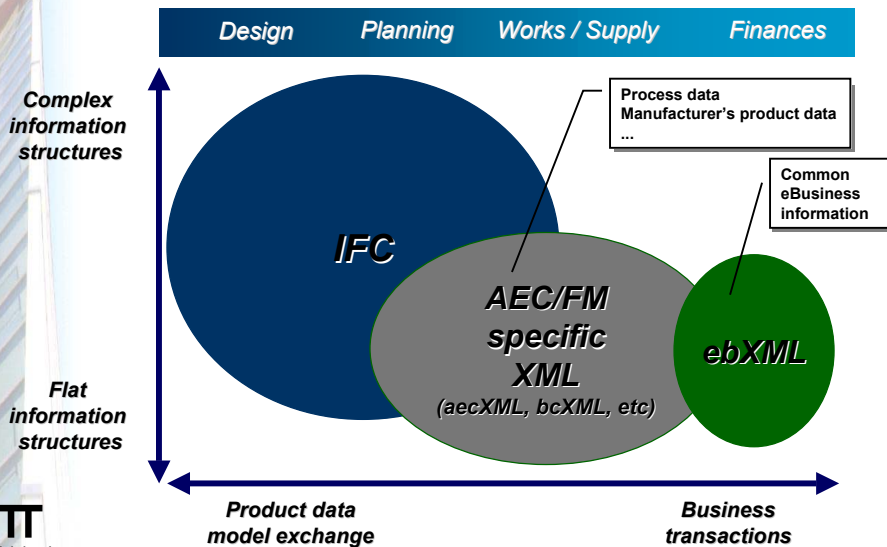 Design Planning Works / Supply Finances
Complex
information
structures
Process data
Manufacturer's product data
...
Common
eBusiness
information
IFC
AEC/FM
specific
XML
(aecXML, bcXML, etc)
ebXML
Flat
information
structures
Product data
model exchange
Business
transactions